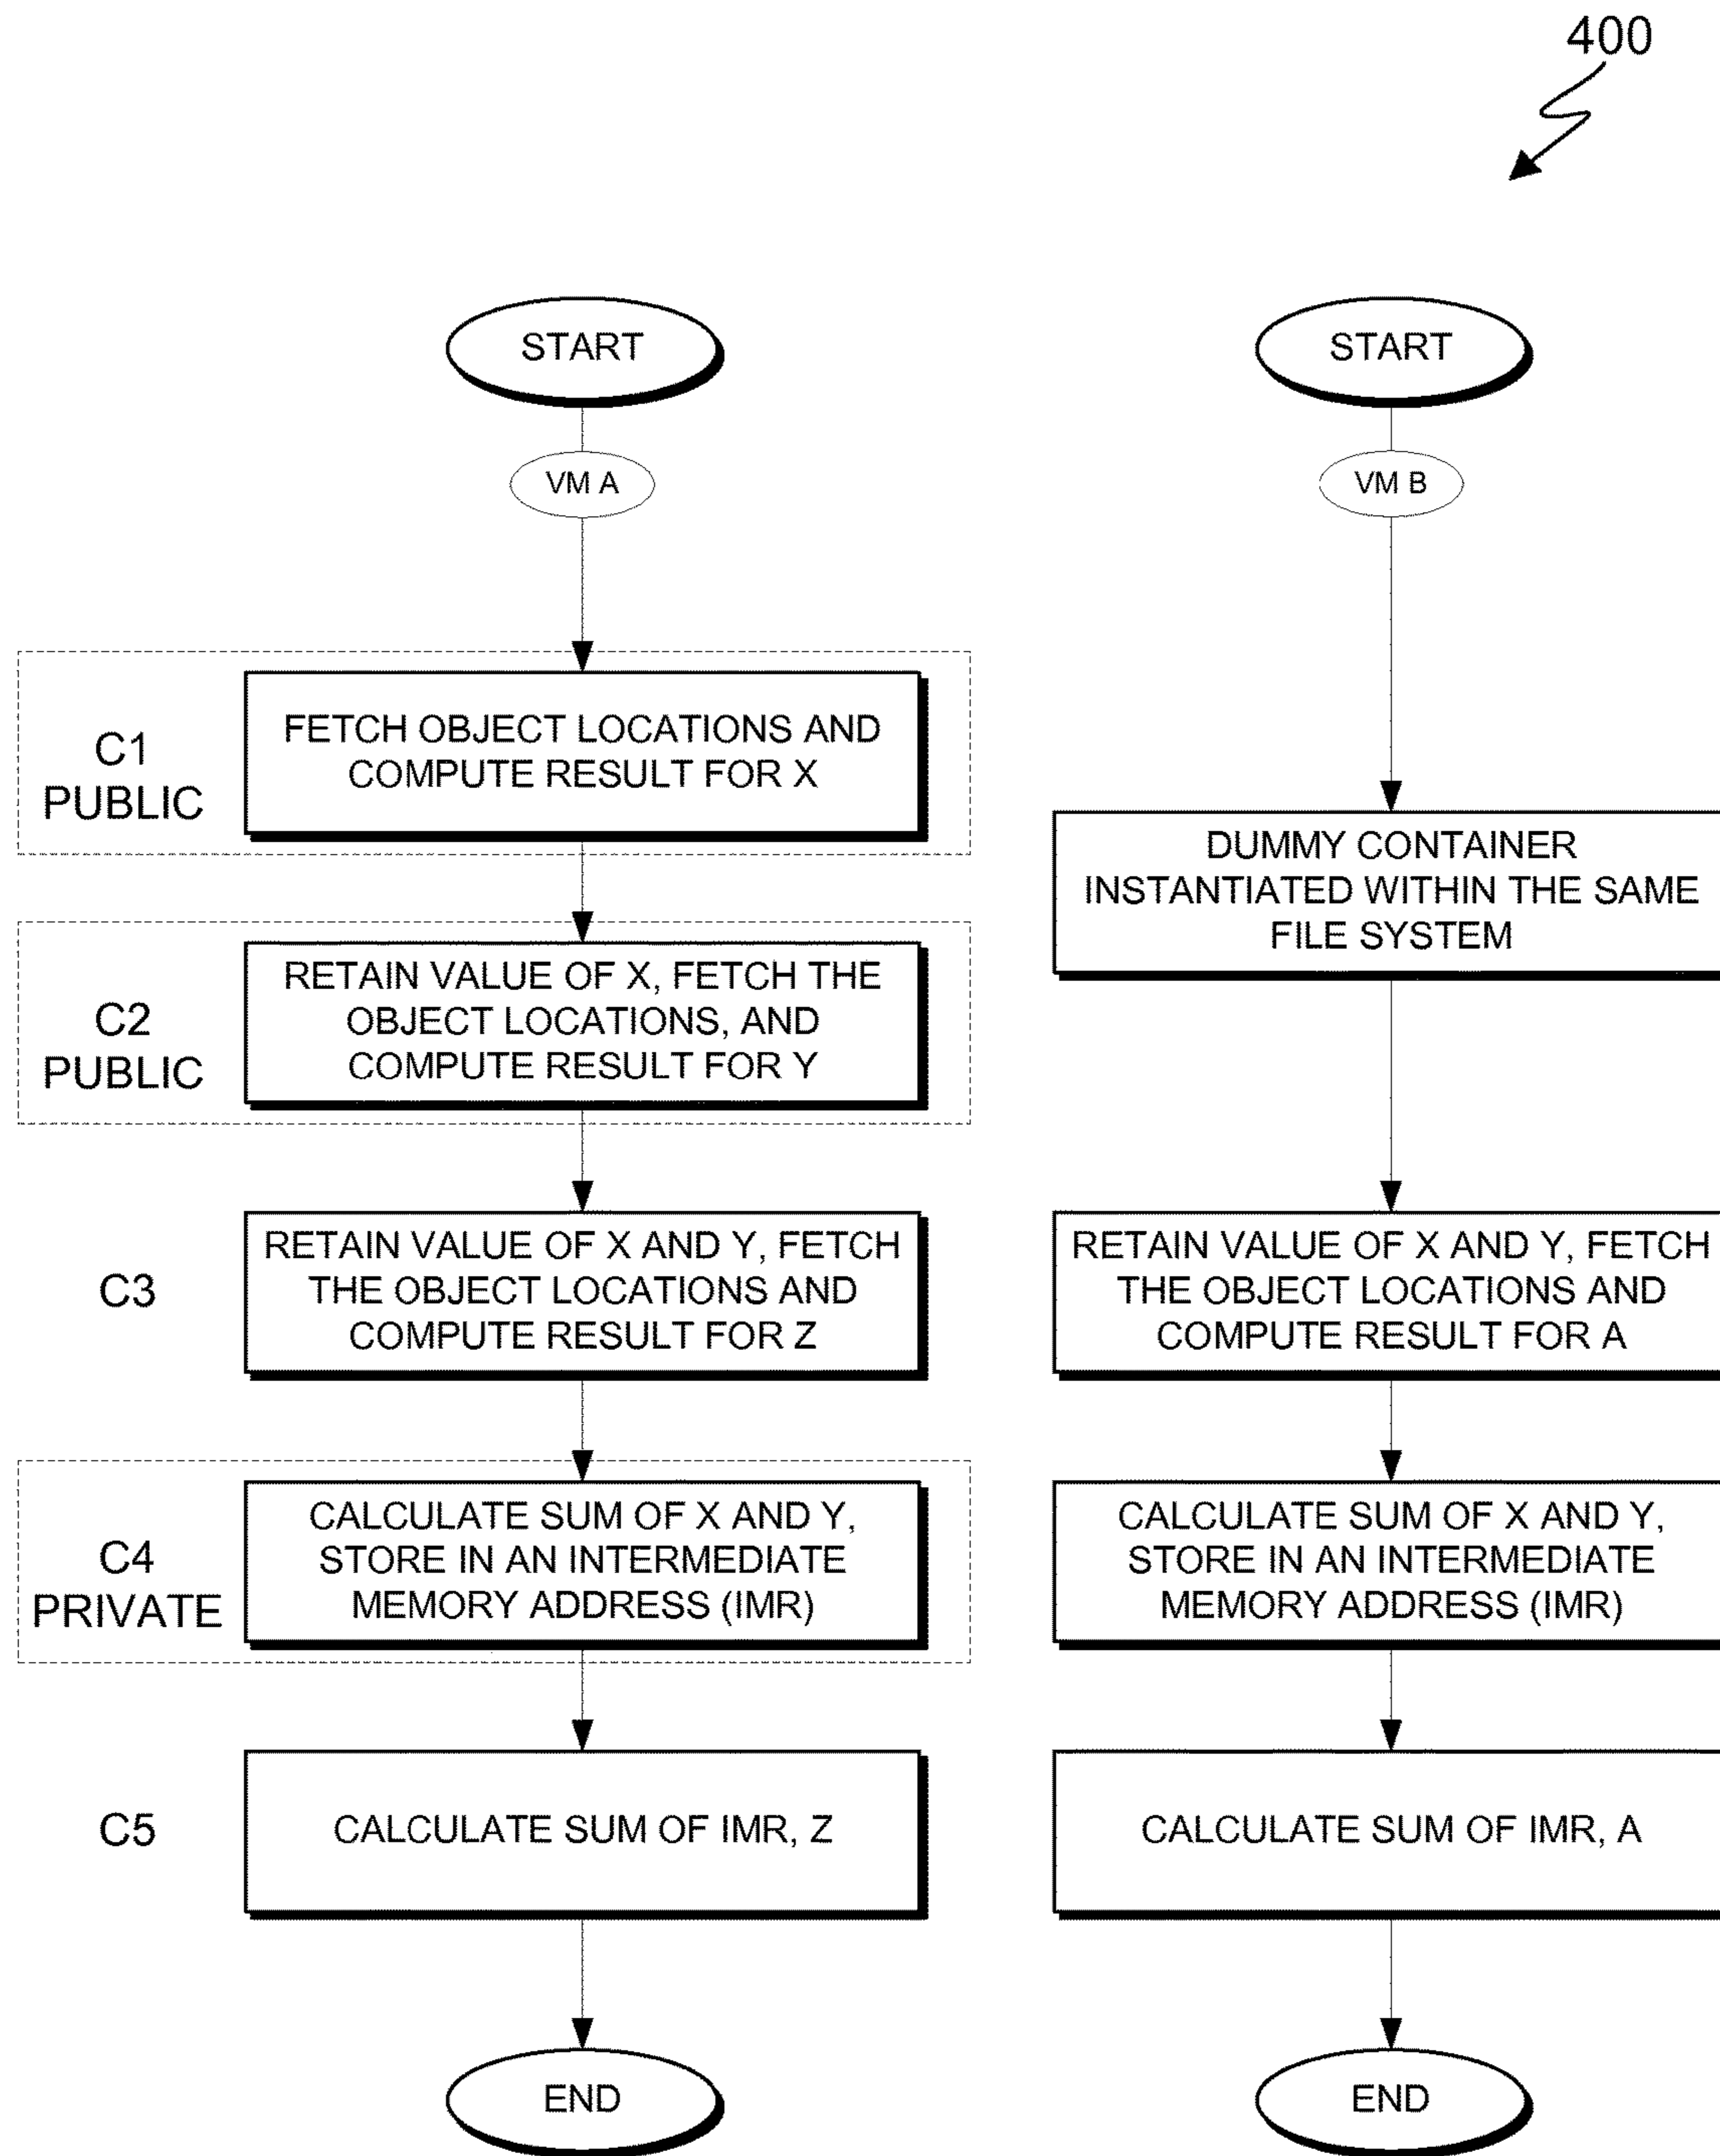 400
START
START
VM A
VM B
C1
PUBLIC
FETCH OBJECT LOCATIONS AND
COMPUTE RESULT FOR X
DUMMY CONTAINER
INSTANTIATED WITHIN THE SAME
FILE SYSTEM
C2
PUBLIC
RETAIN VALUE OF X, FETCH THE
OBJECT LOCATIONS, AND
COMPUTE RESULT FOR Y
C3
RETAIN VALUE OF X AND Y, FETCH
THE OBJECT LOCATIONS AND
COMPUTE RESULT FOR Z
RETAIN VALUE OF X AND Y, FETCH
THE OBJECT LOCATIONS AND
COMPUTE RESULT FOR A
C4
PRIVATE
CALCULATE SUM OF X AND Y,
STORE IN AN INTERMEDIATE
MEMORY ADDRESS (IMR)
CALCULATE SUM OF X AND Y,
STORE IN AN INTERMEDIATE
MEMORY ADDRESS (IMR)
C5
CALCULATE SUM OF IMR, Z
CALCULATE SUM OF IMR, A
END
END